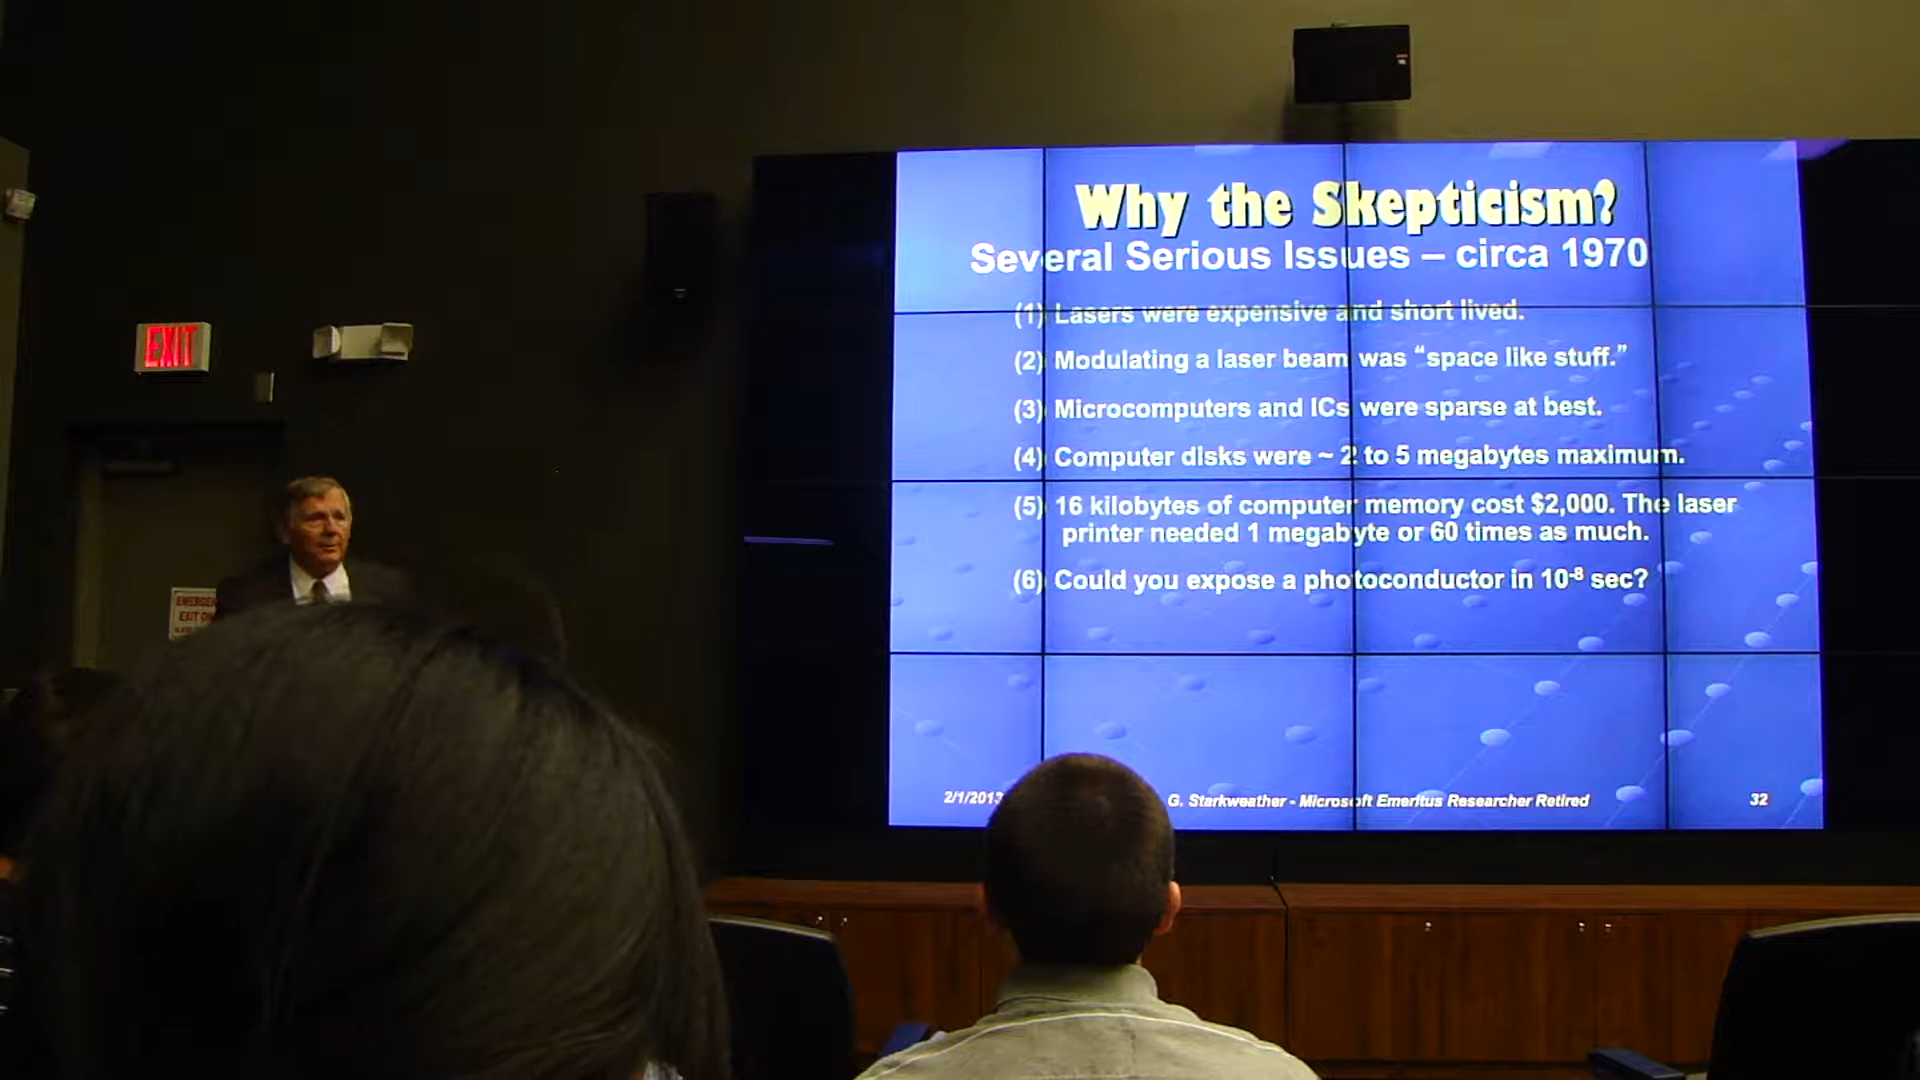 Why the Skepticism?
Several Serious Issues – circa 1970
(1) Lasers were expensive and short lived.
(2) Modulating a laser beam was “space like stuff.”
(3) Microcomputers and ICs were sparse at best.
(4) Computer disks were ~ 2 to 5 megabytes maximum.
(5) 16 kilobytes of computer memory cost $2,000. The laser
printer needed 1 megabyte or 60 times as much.
(6) Could you expose a photoconductor in 10⁻⁸ sec?
EXIT
EXIT
2/1/2013
G. Starkweather - Microsoft Emeritus Researcher Retired
32